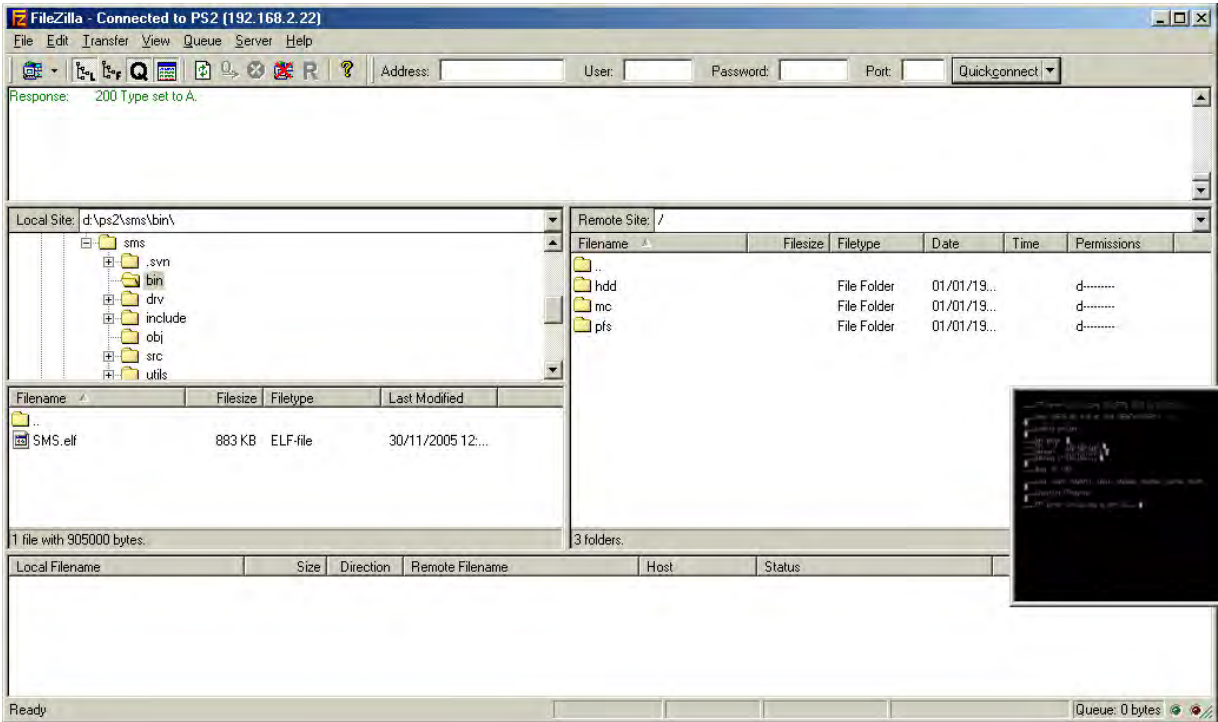 FileZilla - Connected to PS2 (192.168.2.22)
File Edit Transfer View Queue Server Help
Address: User: Password: Port: Quickconnect
Response: 200 Type set to A.
Local Site: d:\ps2\sms\bin\
sms
.svn
bin
drv
include
obj
src
utils
Filename Filesize Filetype Last Modified
..
SMS.elf 883 KB ELF-file 30/11/2005 12:...
1 file with 905000 bytes.
Remote Site: /
Filename Filesize Filetype Date Time Permissions
..
hdd File Folder 01/01/19... d---------
mc File Folder 01/01/19... d---------
pfs File Folder 01/01/19... d---------
3 folders.
Local Filename Size Direction Remote Filename Host Status
Ready Queue: 0 bytes